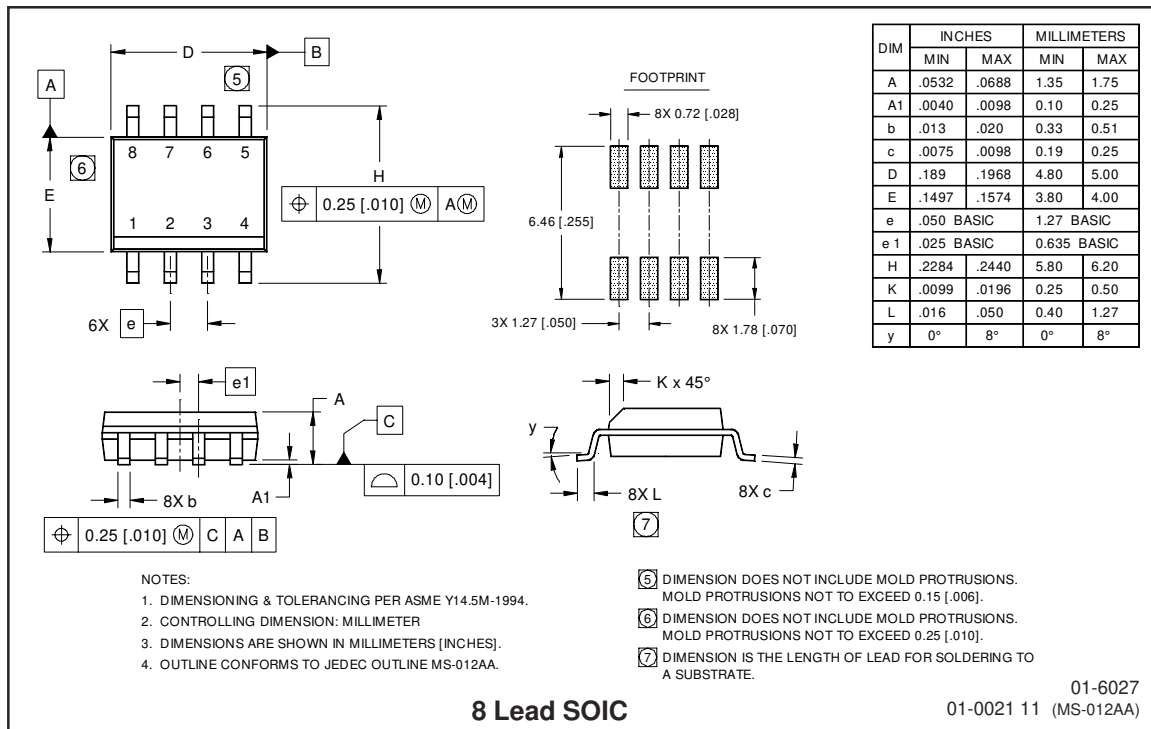 D
B
5
A
8 7 6 5
6
E
H
⌖ 0.25 [.010] Ⓜ A Ⓜ
1 2 3 4
6X e
FOOTPRINT
8X 0.72 [.028]
6.46 [.255]
3X 1.27 [.050]
8X 1.78 [.070]
DIM INCHES MILLIMETERS
MIN MAX MIN MAX
A .0532 .0688 1.35 1.75
A1 .0040 .0098 0.10 0.25
b .013 .020 0.33 0.51
c .0075 .0098 0.19 0.25
D .189 .1968 4.80 5.00
E .1497 .1574 3.80 4.00
e .050 BASIC 1.27 BASIC
e 1 .025 BASIC 0.635 BASIC
H .2284 .2440 5.80 6.20
K .0099 .0196 0.25 0.50
L .016 .050 0.40 1.27
y 0° 8° 0° 8°
e1
A
C
A1
0.10 [.004]
8X b
⌖ 0.25 [.010] Ⓜ C A B
K x 45°
y
8X L
8X c
7
NOTES:
1. DIMENSIONING & TOLERANCING PER ASME Y14.5M-1994.
2. CONTROLLING DIMENSION: MILLIMETER
3. DIMENSIONS ARE SHOWN IN MILLIMETERS [INCHES].
4. OUTLINE CONFORMS TO JEDEC OUTLINE MS-012AA.
5 DIMENSION DOES NOT INCLUDE MOLD PROTRUSIONS.
MOLD PROTRUSIONS NOT TO EXCEED 0.15 [.006].
6 DIMENSION DOES NOT INCLUDE MOLD PROTRUSIONS.
MOLD PROTRUSIONS NOT TO EXCEED 0.25 [.010].
7 DIMENSION IS THE LENGTH OF LEAD FOR SOLDERING TO
A SUBSTRATE.
8 Lead SOIC
01-6027
01-0021 11 (MS-012AA)